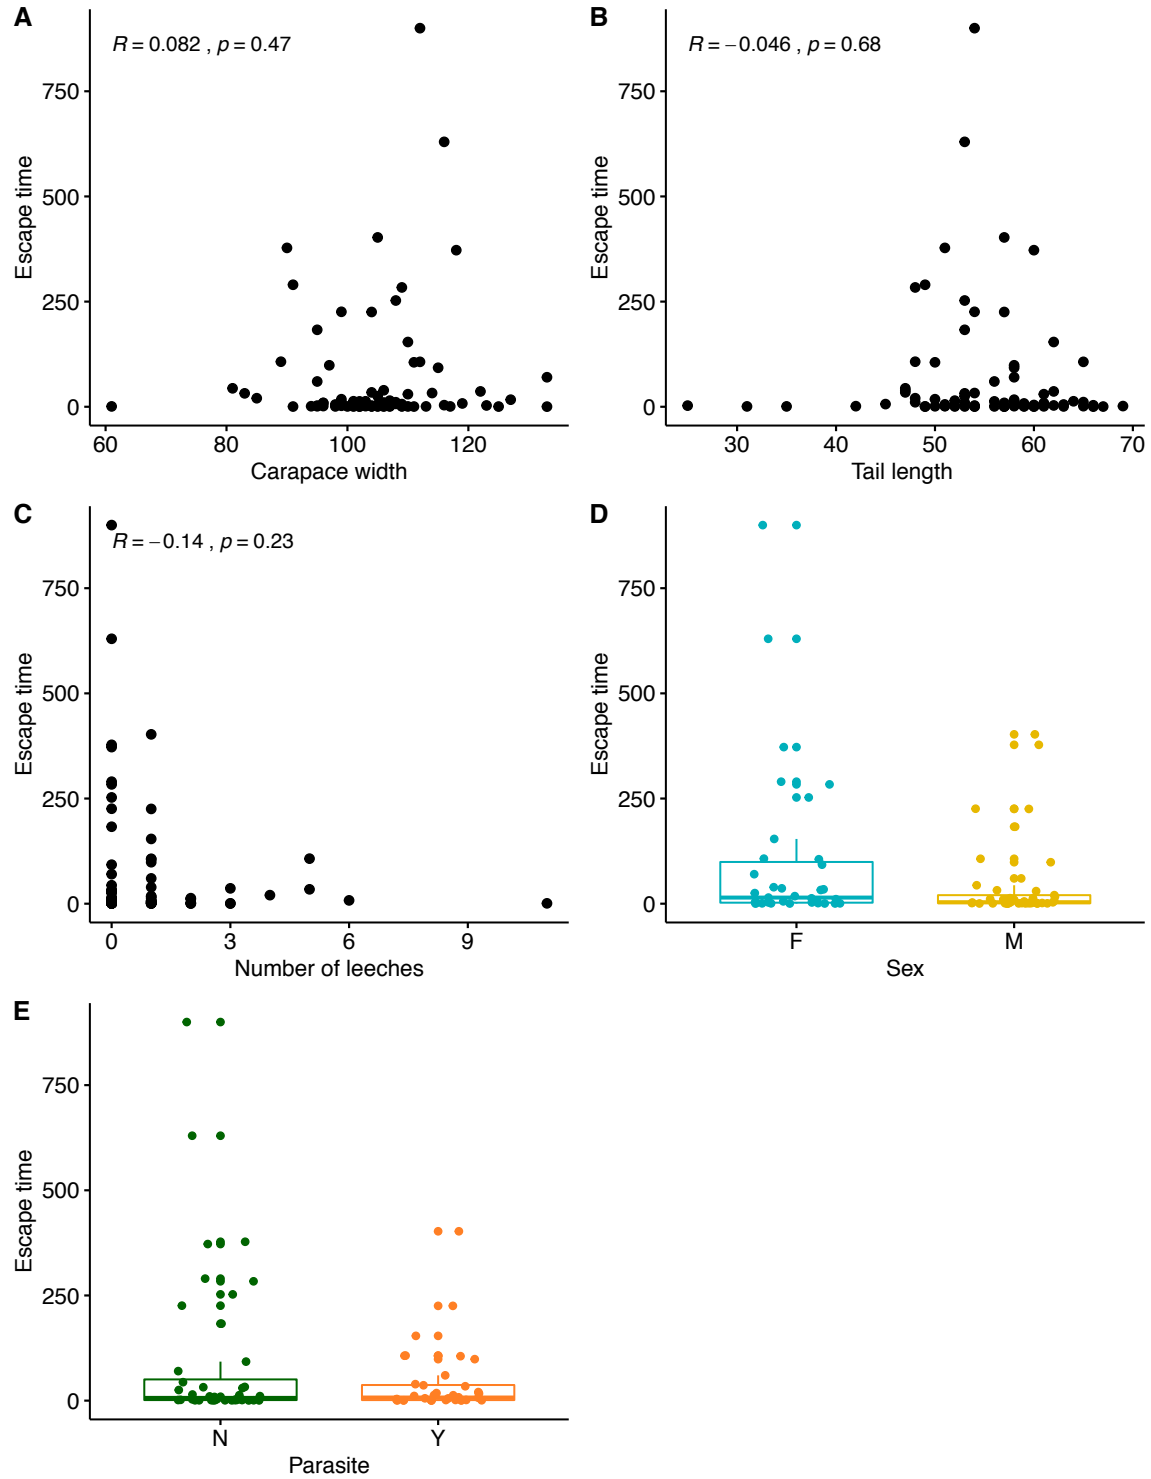 A
R = 0.082 , p = 0.47
750
500
250
0
Escape time
60 80 100 120
Carapace width
B
R = −0.046 , p = 0.68
750
500
250
0
Escape time
30 40 50 60 70
Tail length
C
R = −0.14 , p = 0.23
750
500
250
0
Escape time
0 3 6 9
Number of leeches
D
750
500
250
0
Escape time
F M
Sex
E
750
500
250
0
Escape time
N Y
Parasite